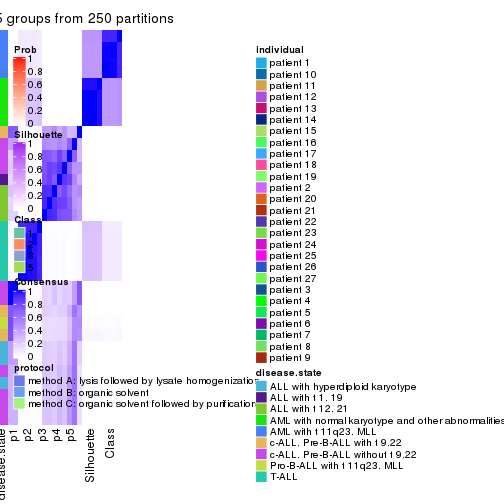 5 groups from 250 partitions
Prob
1
0.8
0.6
0.4
0.2
0
Silhouette
1
0.8
0.6
0.4
0.2
0
Class
1
2
3
5
Consensus
1
0.8
0.6
0.4
0.2
0
protocol
method A: lysis followed by lysate homogenization
method B: organic solvent
method C: organic solvent followed by purification
disease.state
p1
p2
p3
p4
p5
Silhouette
Class
individual
patient 1
patient 10
patient 11
patient 12
patient 13
patient 14
patient 15
patient 16
patient 17
patient 18
patient 19
patient 2
patient 20
patient 21
patient 22
patient 23
patient 24
patient 25
patient 26
patient 27
patient 3
patient 4
patient 5
patient 6
patient 7
patient 8
patient 9
disease.state
ALL with hyperdiploid karyotype
ALL with t 1. 19
ALL with t 12. 21
AML with normal karyotype and other abnormalities
AML with t 11q23. MLL
c-ALL. Pre-B-ALL with t 9.22
c-ALL. Pre-B-ALL without t 9.22
Pro-B-ALL with t 11q23. MLL
T-ALL